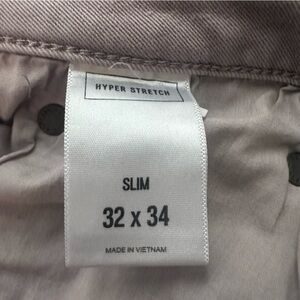 HYPER STRETCH
SLIM
32 x 34
MADE IN VIETNAM